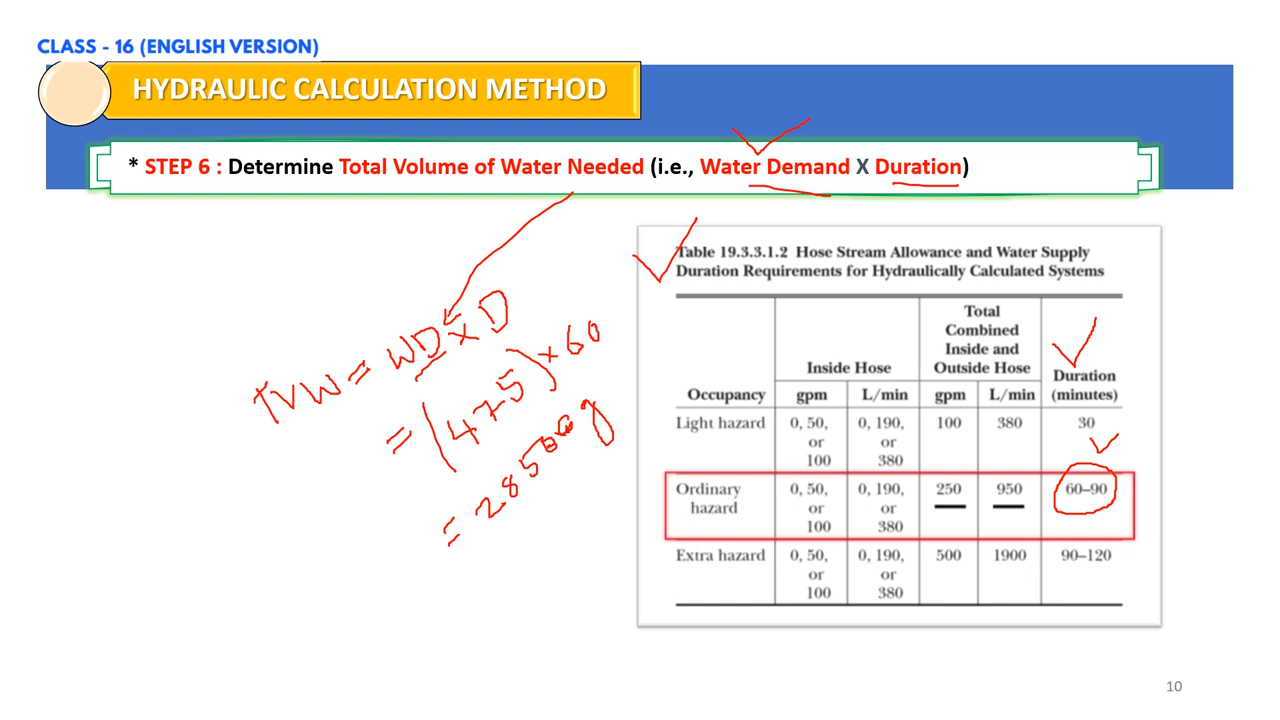 CLASS - 16 (ENGLISH VERSION)
HYDRAULIC CALCULATION METHOD
* STEP 6 : Determine Total Volume of Water Needed (i.e., Water Demand X Duration)
TVW = WD x D
= (475) x 60
= 28500 g
Table 19.3.3.1.2 Hose Stream Allowance and Water Supply
Duration Requirements for Hydraulically Calculated Systems
Occupancy Inside Hose Total Combined Inside and Outside Hose Duration (minutes)
gpm L/min gpm L/min
Light hazard 0, 50, or 100 0, 190, or 380 100 380 30
Ordinary hazard 0, 50, or 100 0, 190, or 380 250 950 60–90
Extra hazard 0, 50, or 100 0, 190, or 380 500 1900 90–120
10